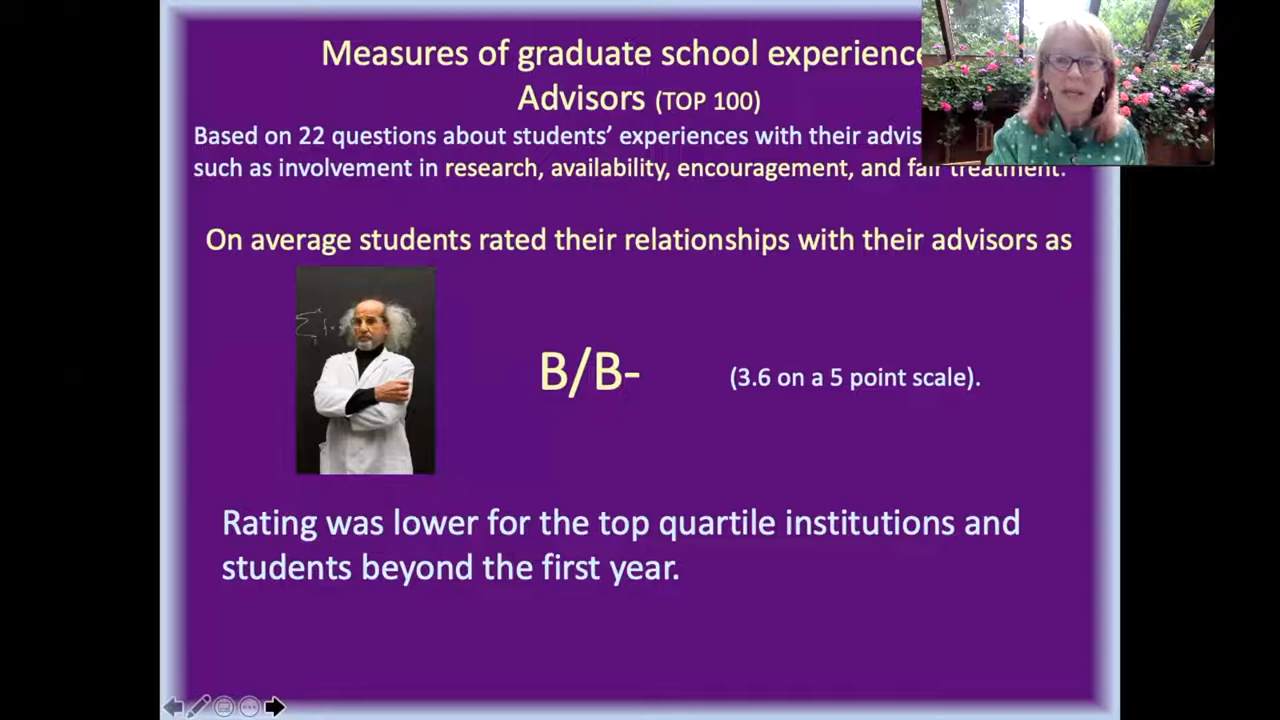 Measures of graduate school experience
Advisors (TOP 100)
Based on 22 questions about students' experiences with their
such as involvement in research, availability, encouragement, and fair treatment.
On average students rated their relationships with their advisors as
B/B- (3.6 on a 5 point scale).
Rating was lower for the top quartile institutions and
students beyond the first year.